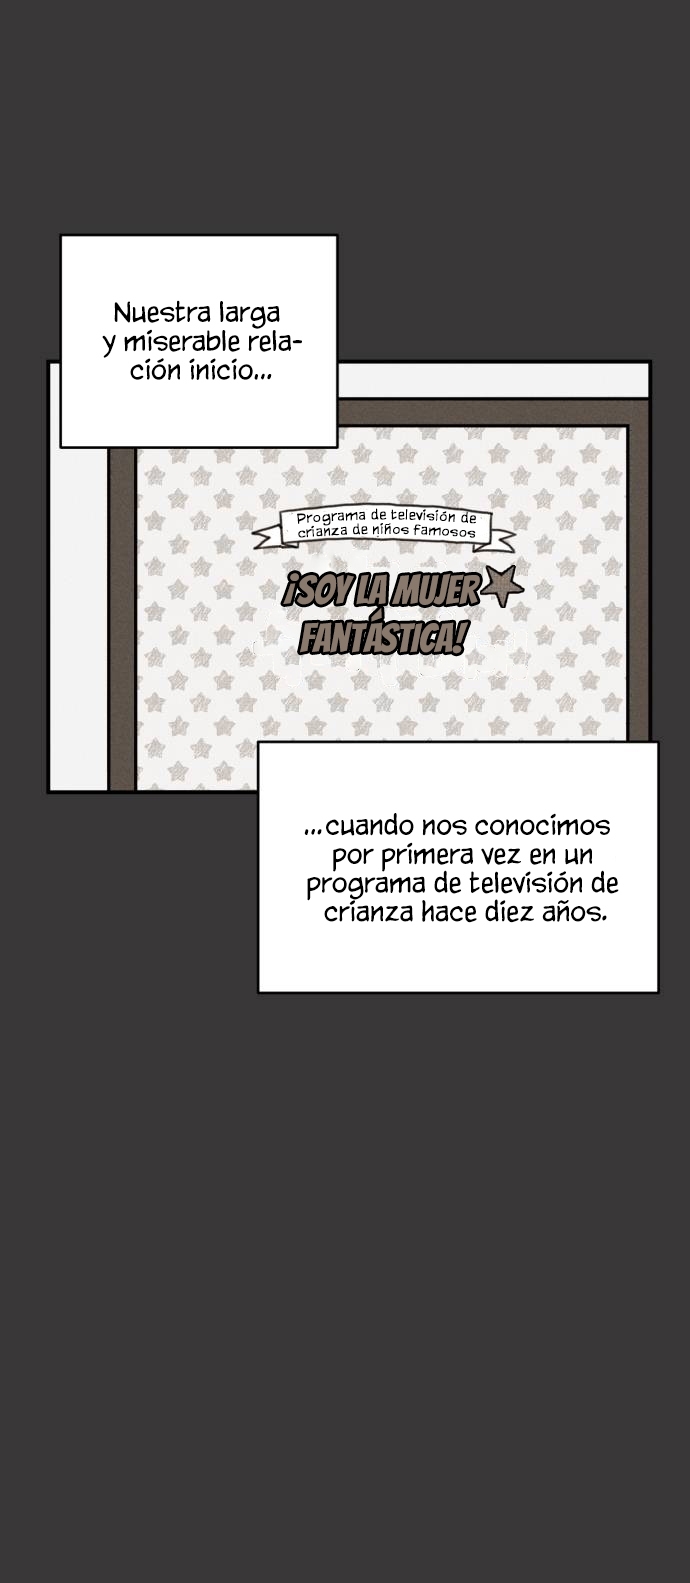 Nuestra larga
y miserable rela-
ción inicio...
Programa de televisión de
crianza de niños famosos
¡SOY LA MUJER
FANTÁSTICA!
...cuando nos conocimos
por primera vez en un
programa de televisión de
crianza hace diez años.